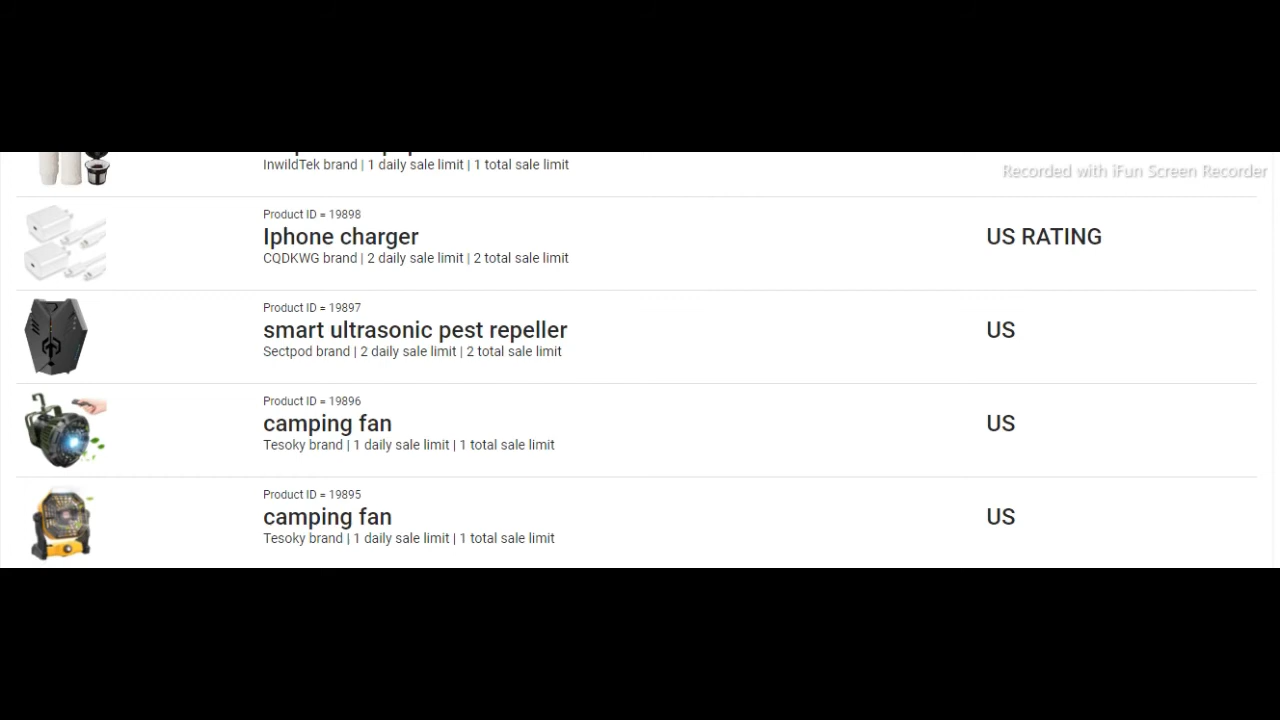 InwildTek brand | 1 daily sale limit | 1 total sale limit
Recorded with iFun Screen Recorder
Product ID = 19898
Iphone charger
US RATING
CQDKWG brand | 2 daily sale limit | 2 total sale limit
Product ID = 19897
smart ultrasonic pest repeller
US
Sectpod brand | 2 daily sale limit | 2 total sale limit
Product ID = 19896
camping fan
US
Tesoky brand | 1 daily sale limit | 1 total sale limit
Product ID = 19895
camping fan
US
Tesoky brand | 1 daily sale limit | 1 total sale limit